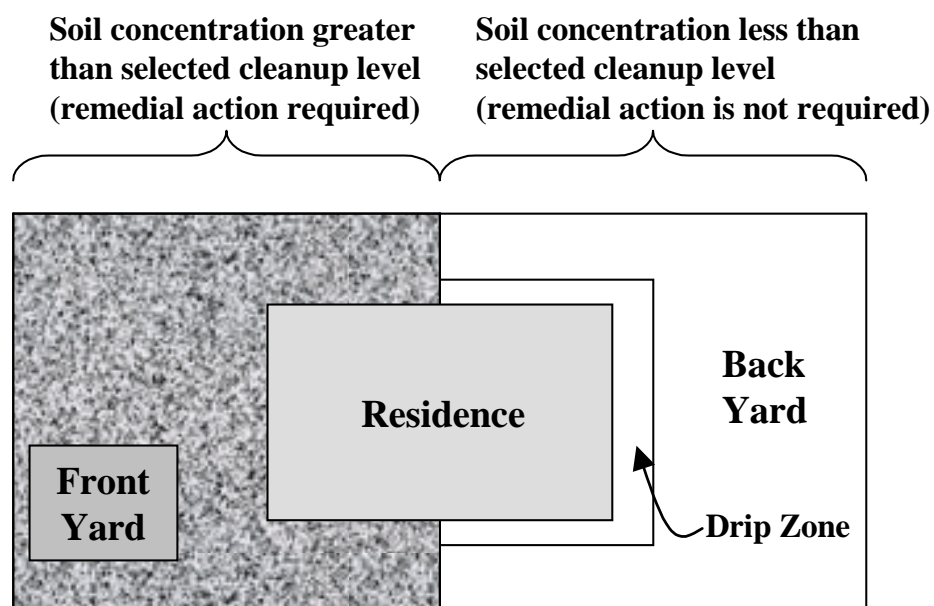 Soil concentration greater
than selected cleanup level
(remedial action required)
Soil concentration less than
selected cleanup level
(remedial action is not required)
Residence
Back
Yard
Front
Yard
Drip Zone